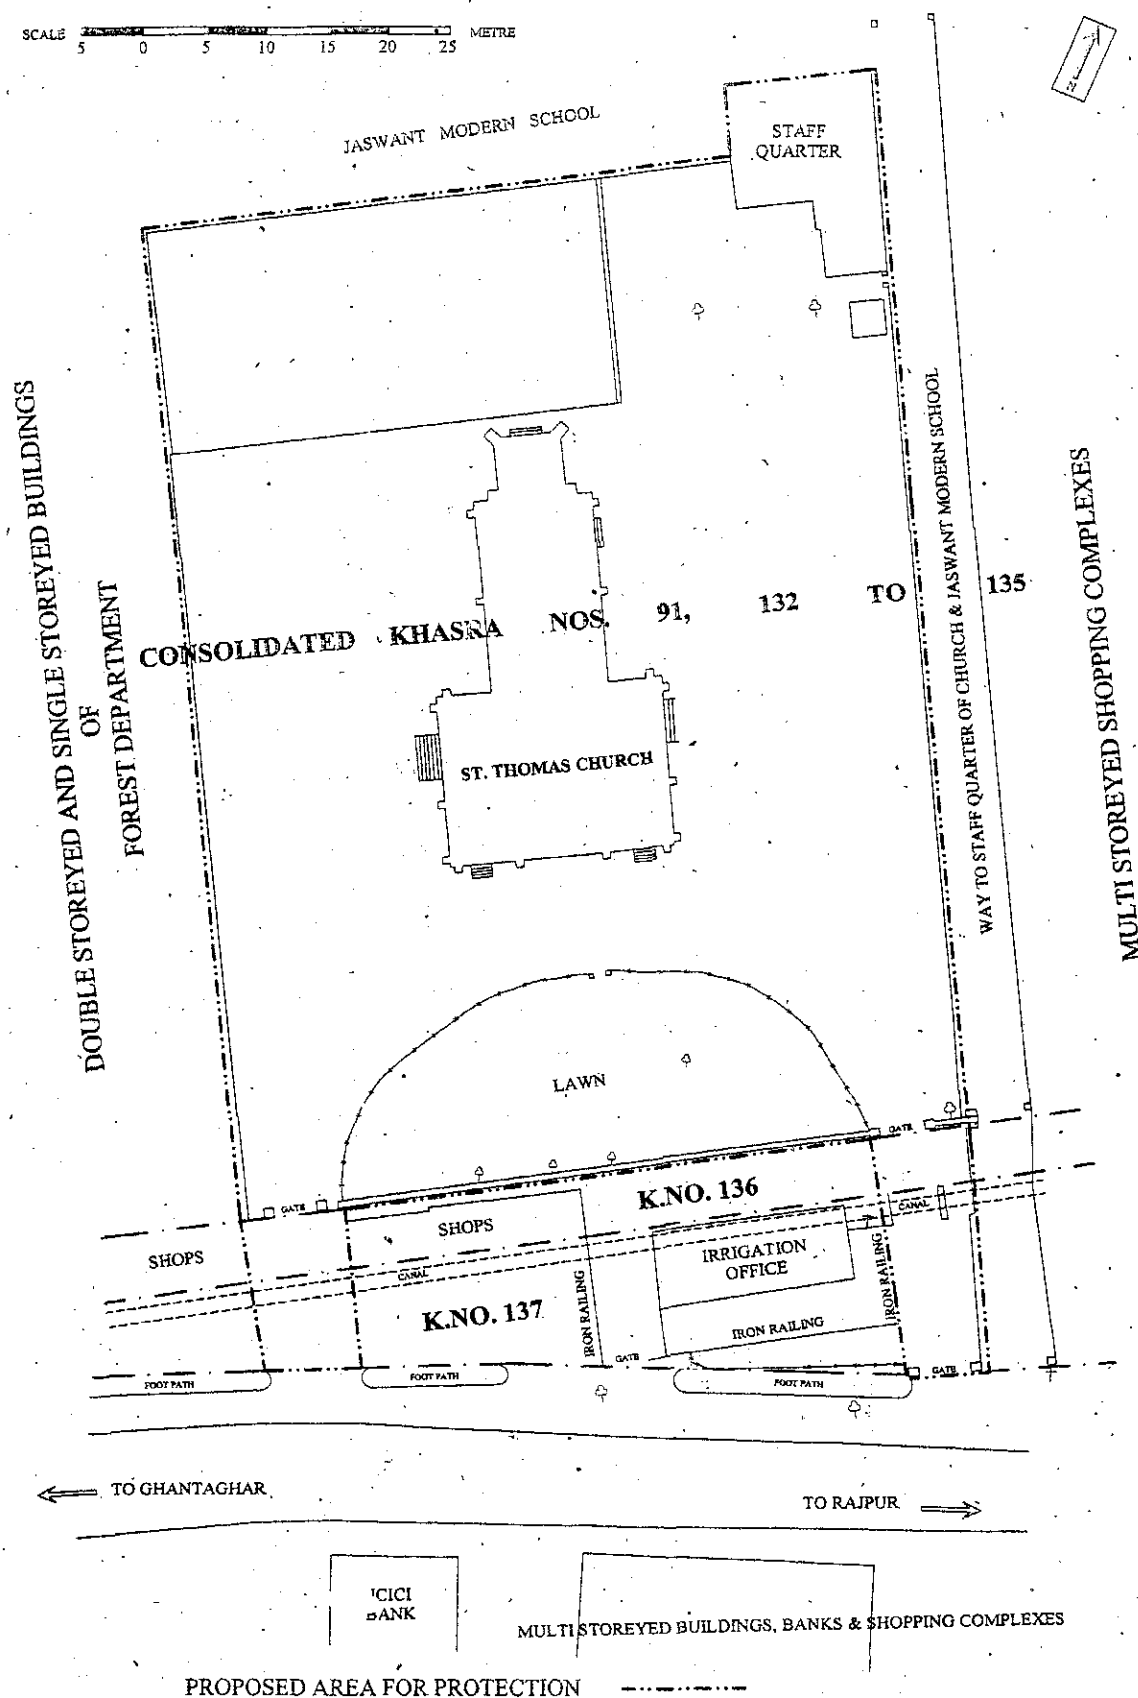 SCALE 5 0 5 10 15 20 25 METRE
N
JASWANT MODERN SCHOOL
STAFF
QUARTER
DOUBLE STOREYED AND SINGLE STOREYED BUILDINGS
OF
FOREST DEPARTMENT
CONSOLIDATED KHASRA NOS. 91, 132 TO 135
WAY TO STAFF QUARTER OF CHURCH & JASWANT MODERN SCHOOL
MULTI STOREYED SHOPPING COMPLEXES
ST. THOMAS CHURCH
LAWN
GATE
GATE
K.NO. 136
SHOPS
SHOPS
CANAL
CANAL
IRRIGATION
OFFICE
IRON RAILING
IRON RAILING
K.NO. 137
IRON RAILING
GATE
GATE
FOOT PATH
FOOT PATH
FOOT PATH
TO GHANTAGHAR
TO RAJPUR
ICICI
BANK
MULTI STOREYED BUILDINGS, BANKS & SHOPPING COMPLEXES
PROPOSED AREA FOR PROTECTION